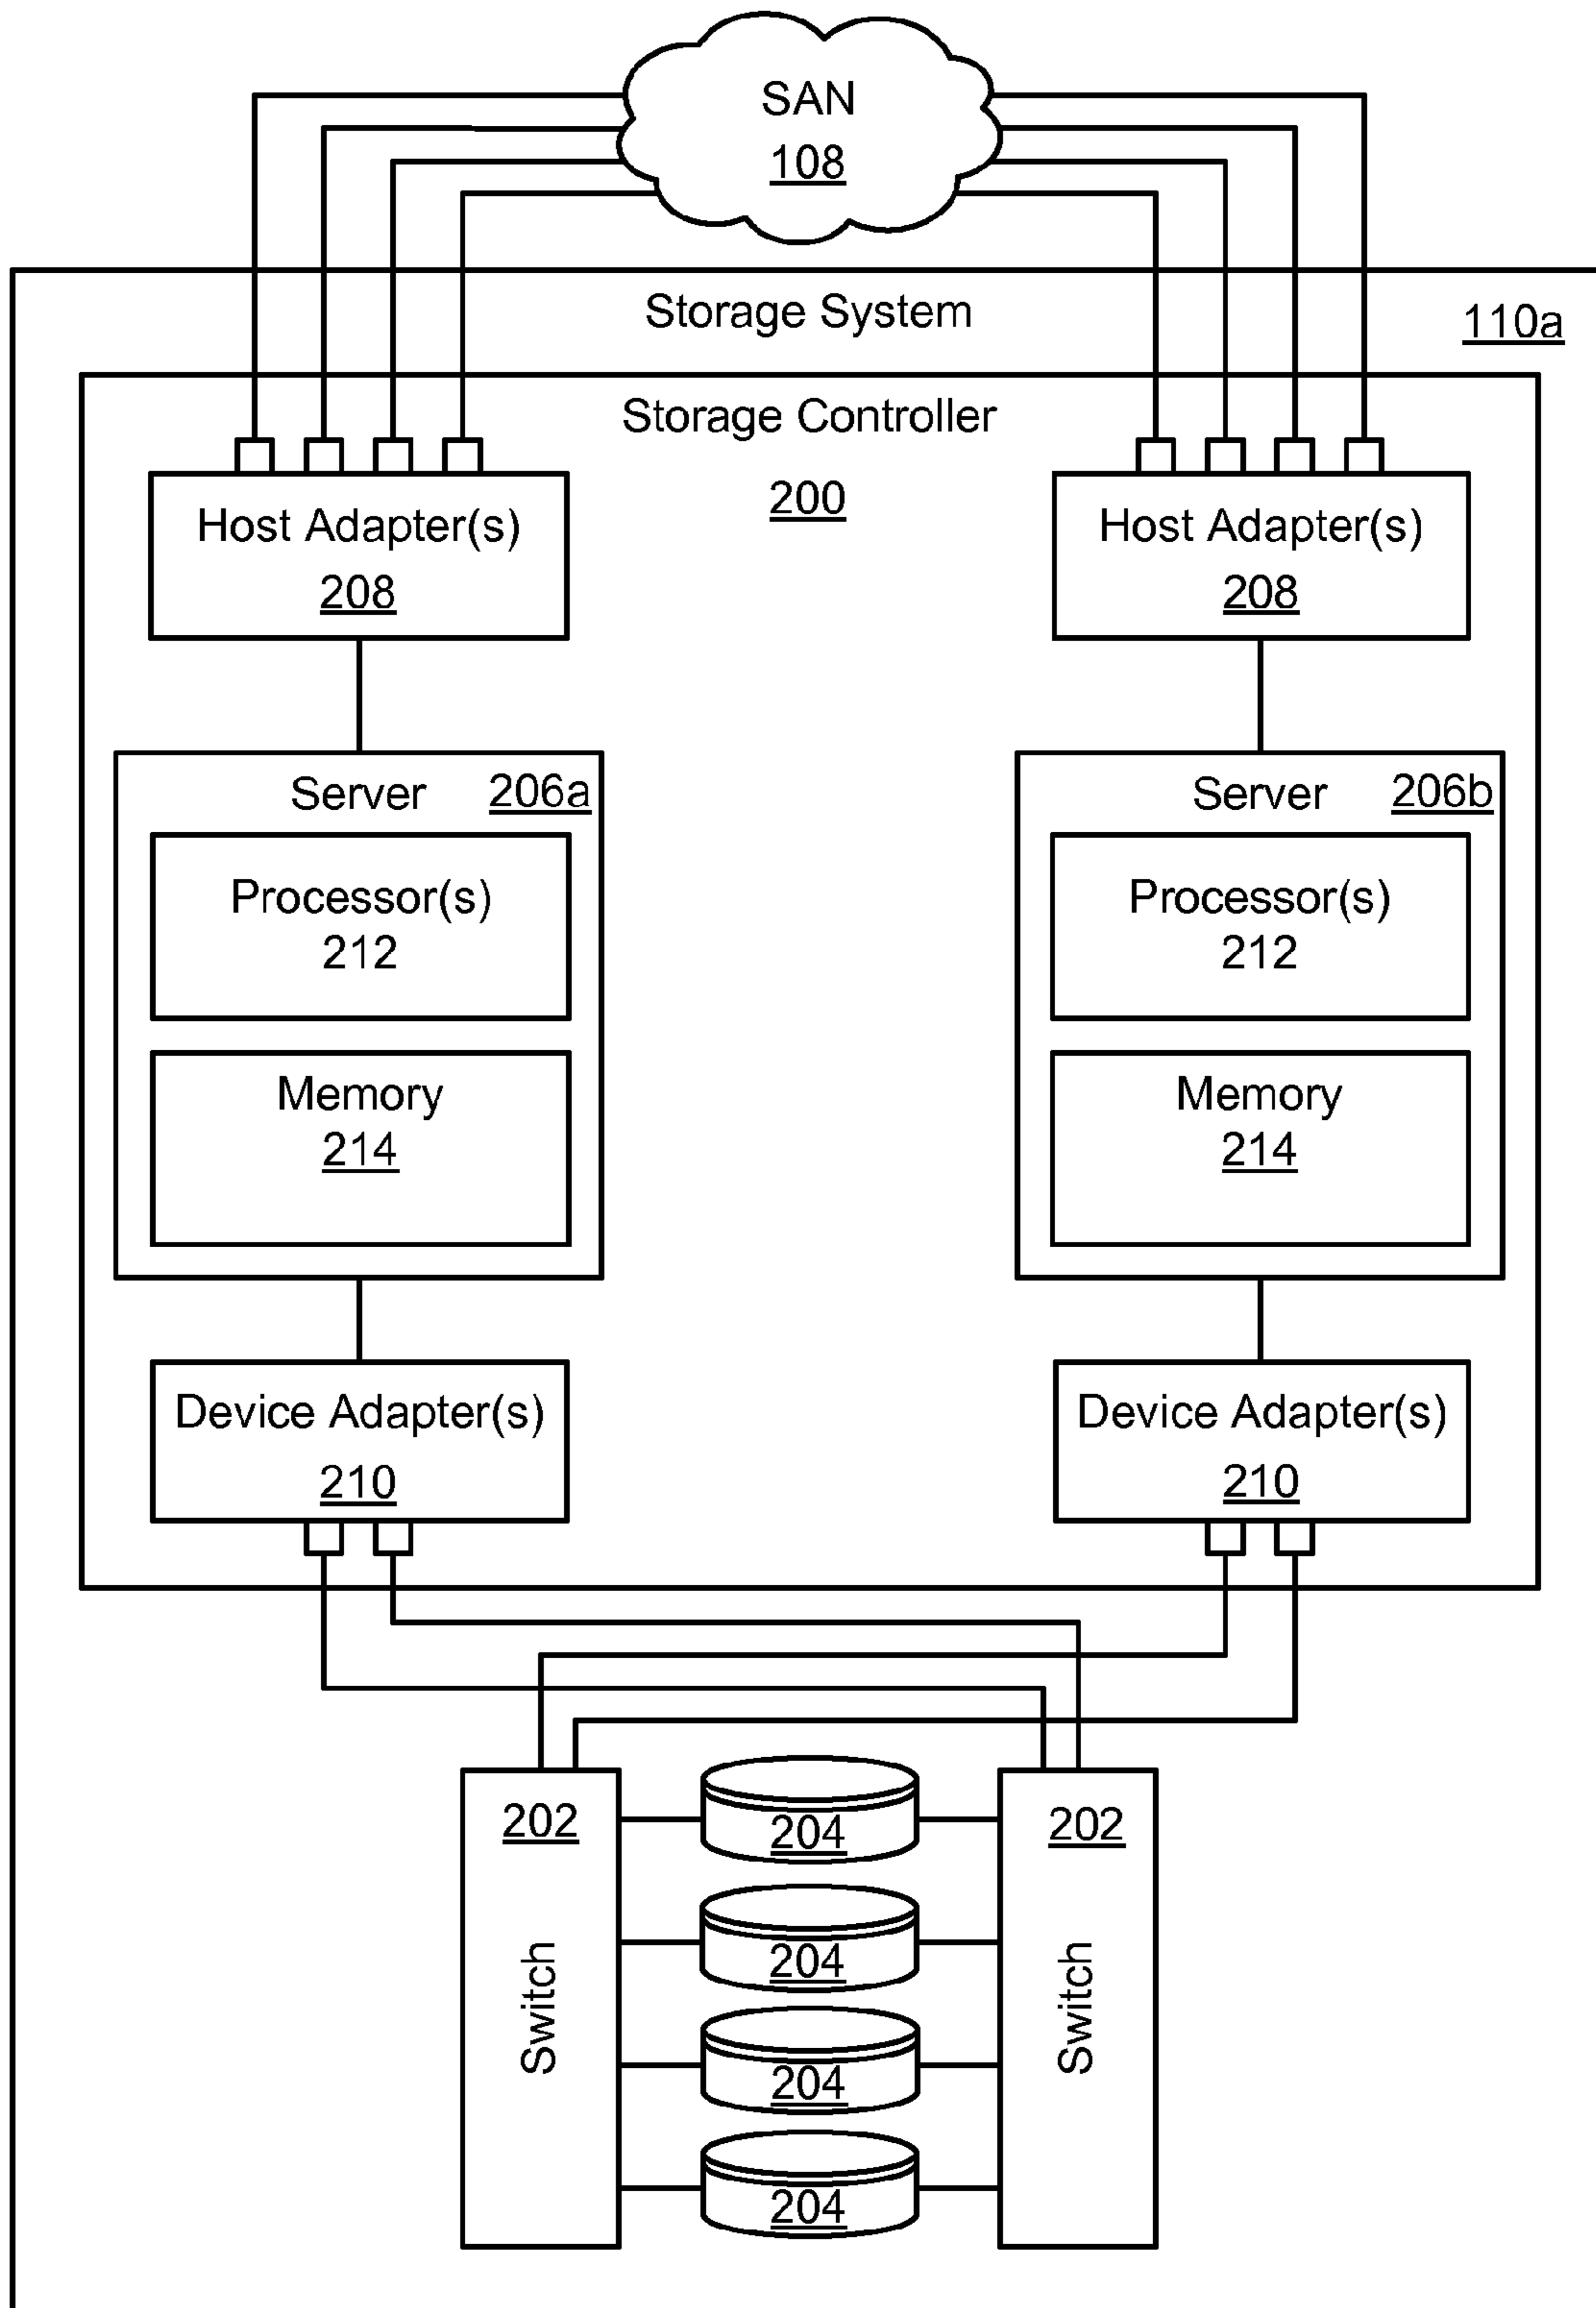 SAN
108
Storage System
110a
Storage Controller
200
Host Adapter(s)
208
Host Adapter(s)
208
Server
206a
Processor(s)
212
Memory
214
Server
206b
Processor(s)
212
Memory
214
Device Adapter(s)
210
Device Adapter(s)
210
202
Switch
204
204
204
204
202
Switch